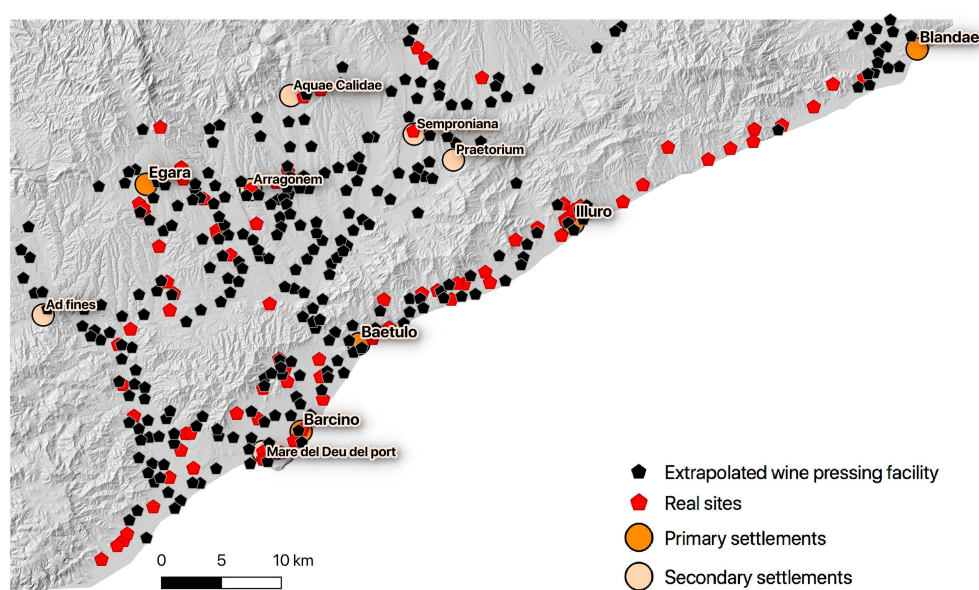 Blandae
Aquae Calidae
Semproniana
Praetorium
Egara
Arragonem
Illuro
Ad fines
Baetulo
Barcino
Mare del Deu del port
Extrapolated wine pressing facility
Real sites
Primary settlements
Secondary settlements
0 5 10 km